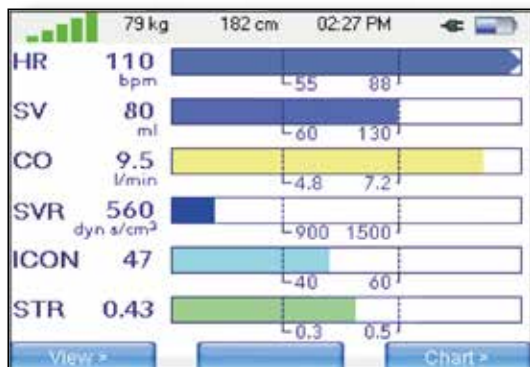 79 kg 182 cm 02:27 PM
HR 110
bpm
55 88
SV 80
ml
60 130
CO 9.5
l/min
4.8 7.2
SVR 560
dyn s/cm³
900 1500
ICON 47
40 60
STR 0.43
0.3 0.5
View » Chart »